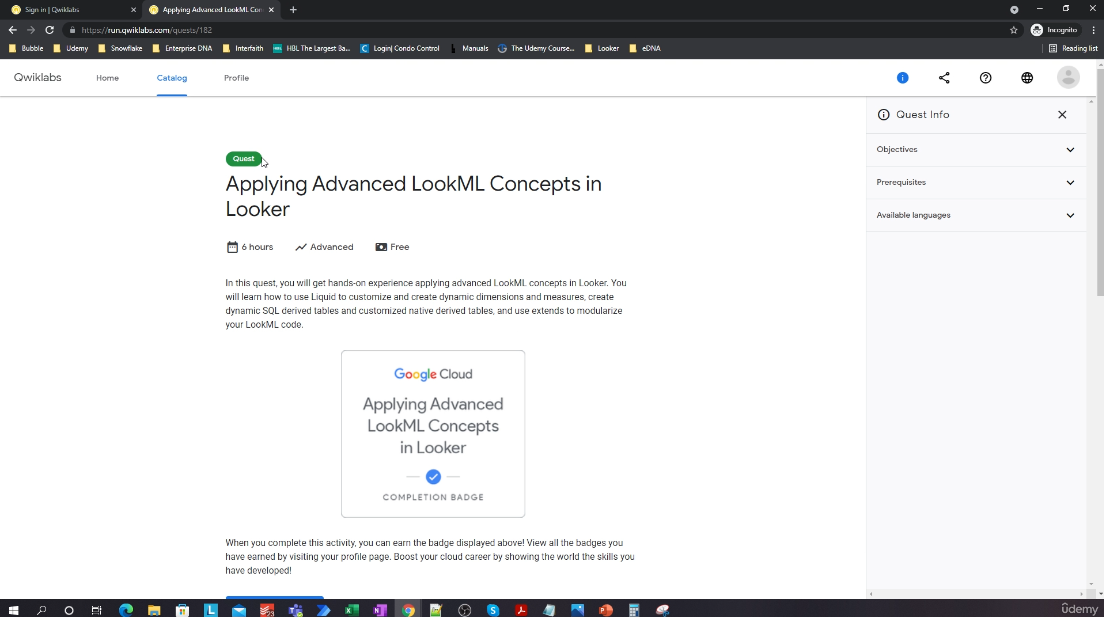 Sign in | Qwiklabs
Applying Advanced LookML Con
https://run.qwiklabs.com/quests/182
Incognito
Bubble
Udemy
Snowflake
Enterprise DNA
Interfaith
HBL The Largest Ba...
Login| Condo Control
Manuals
The Udemy Course...
Looker
eDNA
Reading list
Qwiklabs
Home
Catalog
Profile
Quest Info
Objectives
Prerequisites
Available languages
Quest
Applying Advanced LookML Concepts in
Looker
6 hours
Advanced
Free
In this quest, you will get hands-on experience applying advanced LookML concepts in Looker. You
will learn how to use Liquid to customize and create dynamic dimensions and measures, create
dynamic SQL derived tables and customized native derived tables, and use extends to modularize
your LookML code.
Google Cloud
Applying Advanced
LookML Concepts
in Looker
COMPLETION BADGE
When you complete this activity, you can earn the badge displayed above! View all the badges you
have earned by visiting your profile page. Boost your cloud career by showing the world the skills you
have developed!
udemy